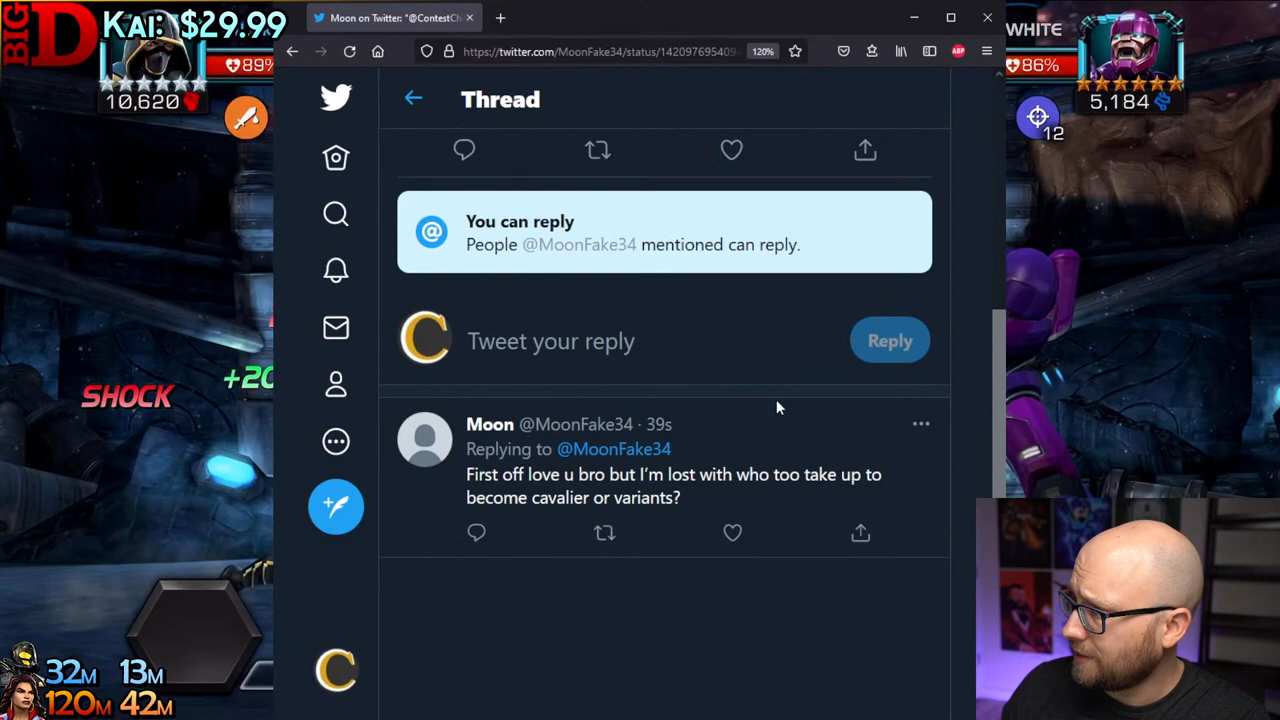 BIG
D
KAI: $29.99
Moon on Twitter: "@ContestCh
https://twitter.com/MoonFake34/status/1420976954094
120%
ABP
WHITE
89%
86%
10,620
5,184
12
Thread
You can reply
People @MoonFake34 mentioned can reply.
Tweet your reply
Reply
SHOCK
+20
Moon @MoonFake34 · 39s
Replying to @MoonFake34
First off love u bro but I'm lost with who too take up to
become cavalier or variants?
32M 13M
120M 42M